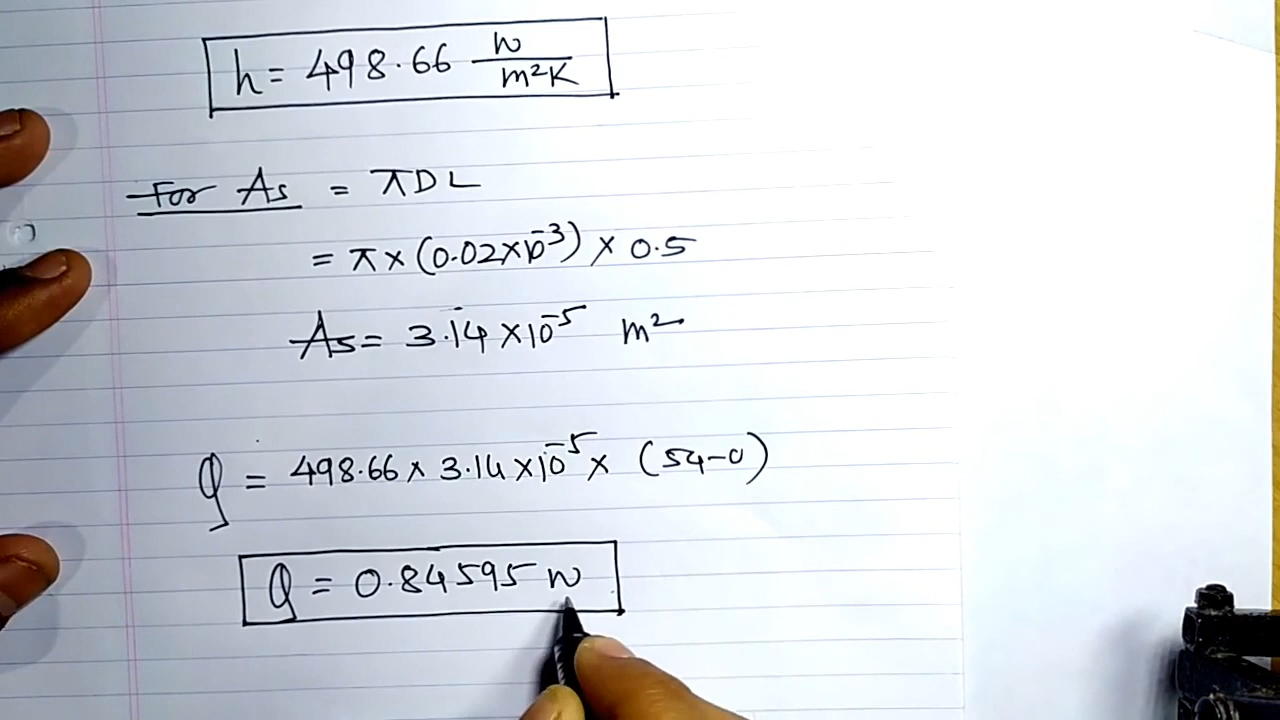 h = 498.66 W/m²K
For As = πDL
= π × (0.02×10⁻³) × 0.5
As = 3.14 ×10⁻⁵ m²
Q = 498.66 × 3.14 ×10⁻⁵ × (54-0)
Q = 0.84595 W